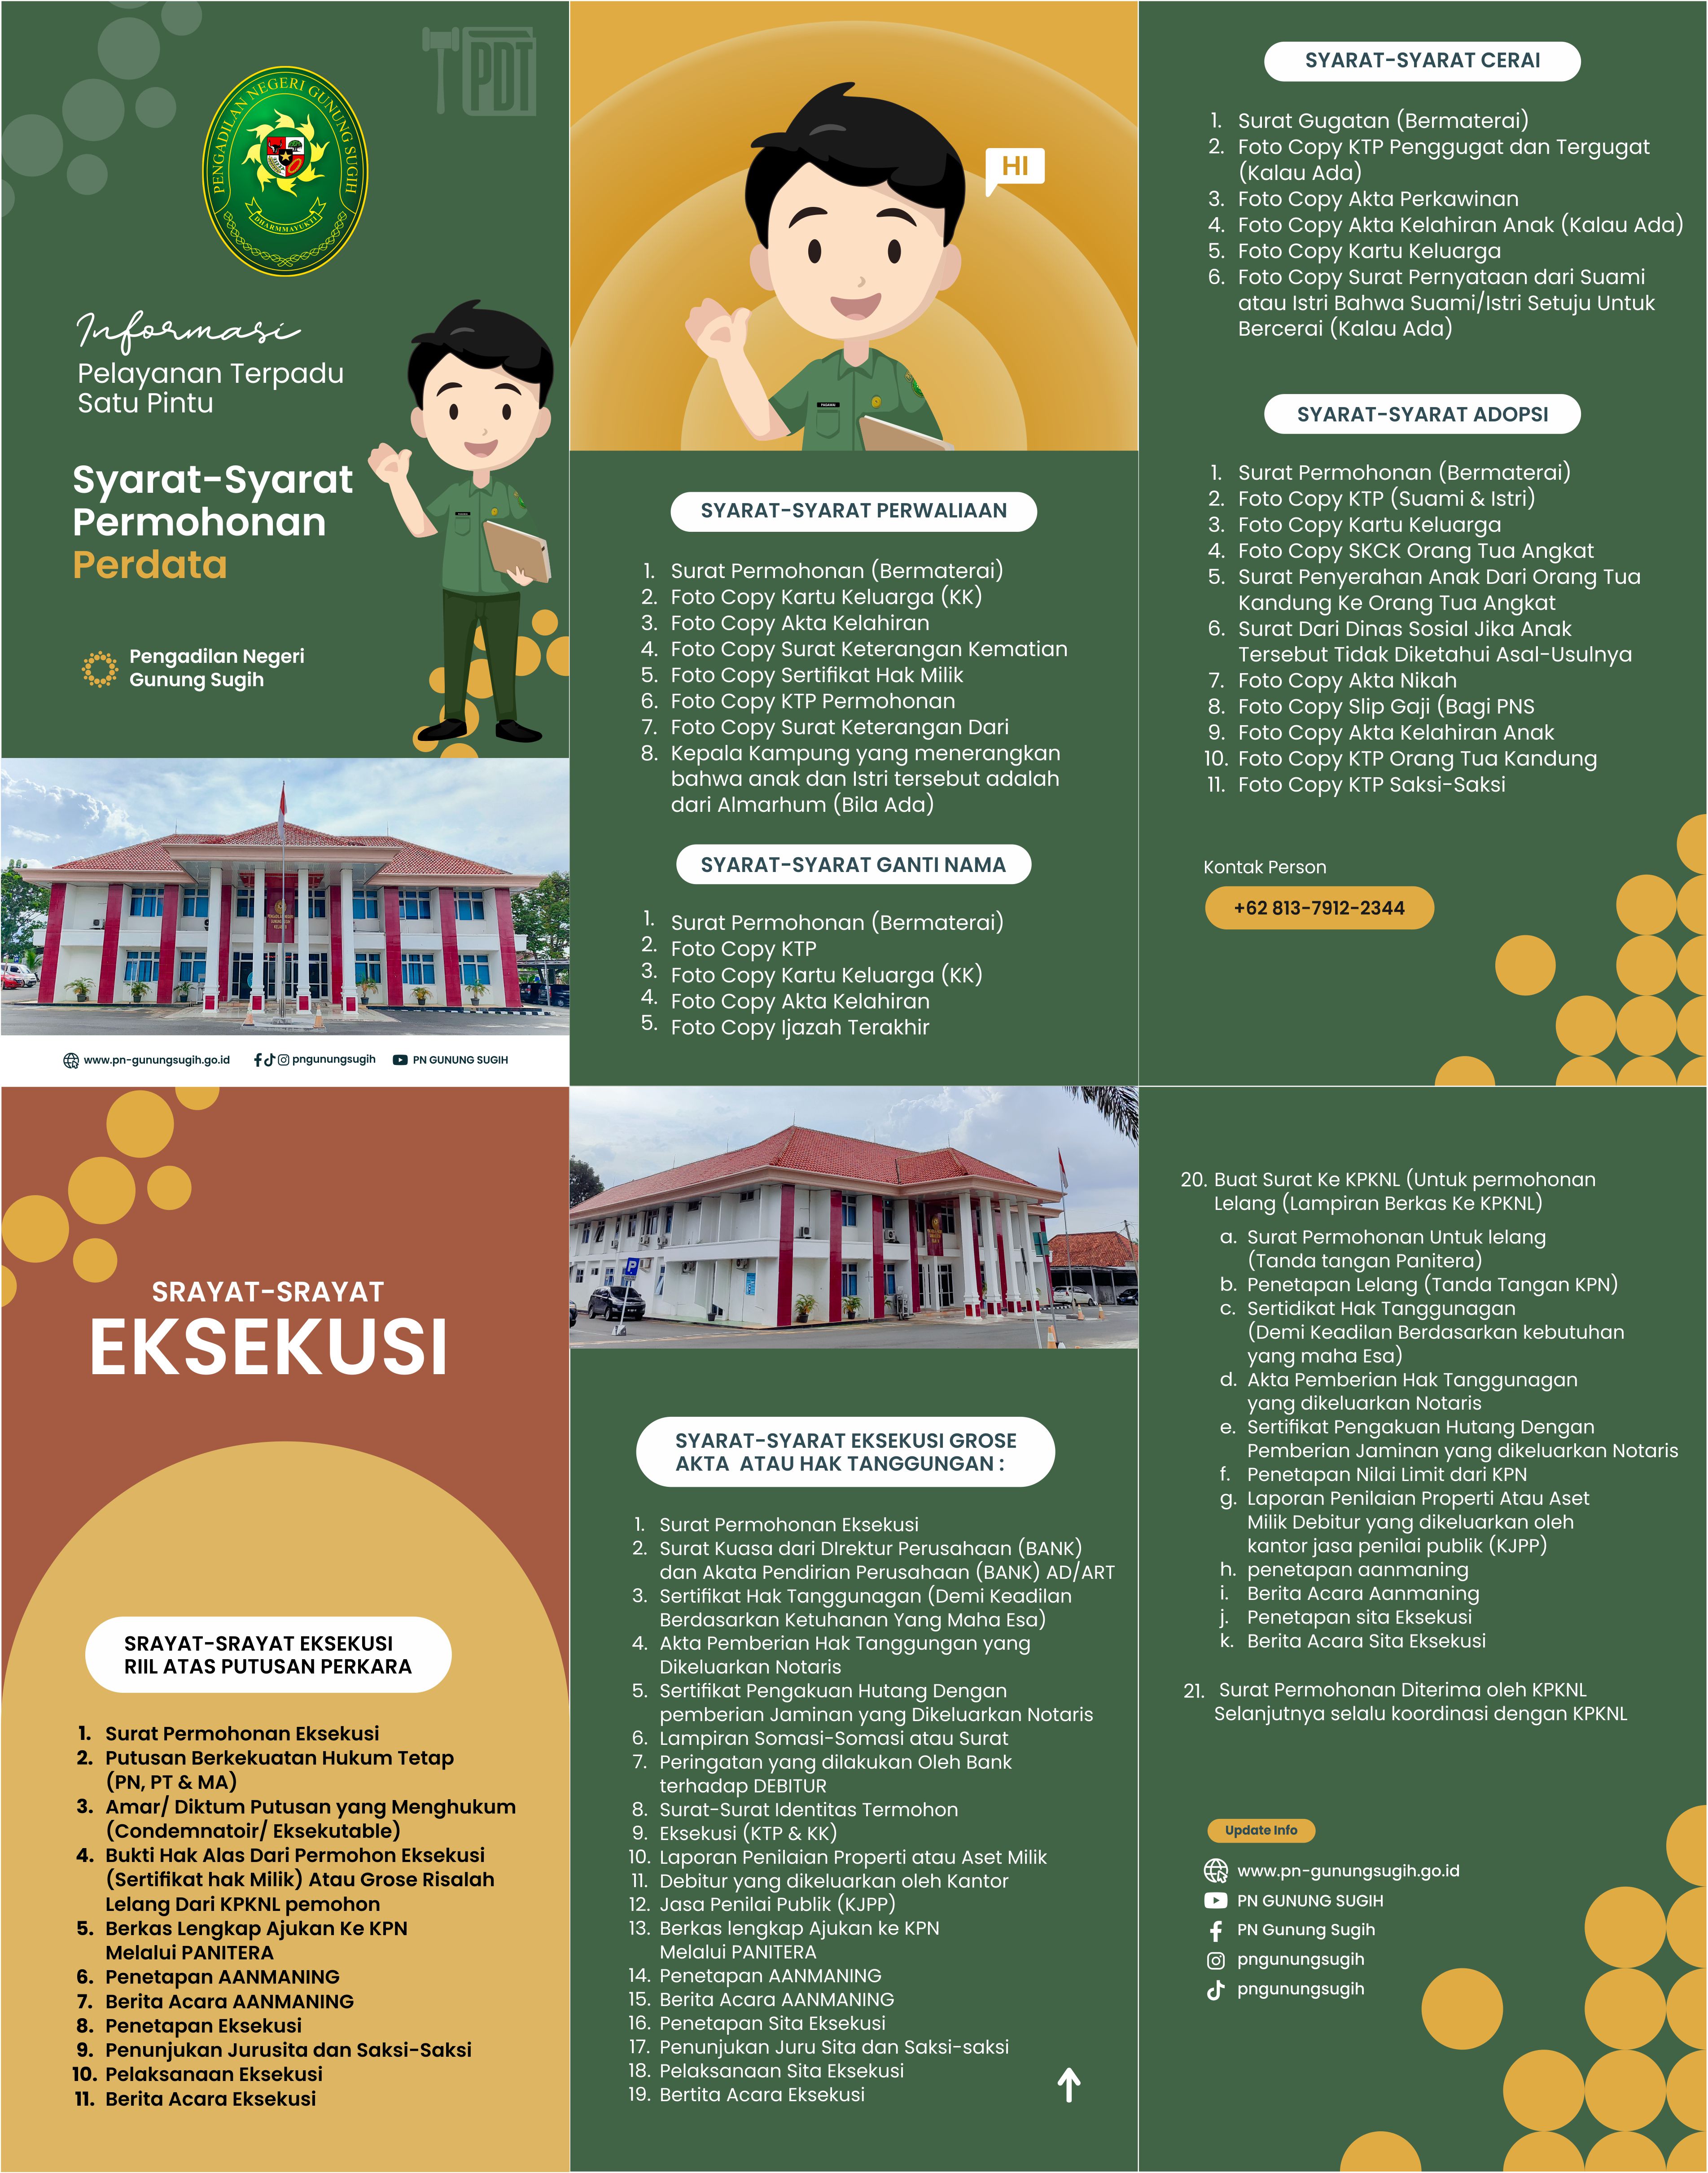 PDT
PENGADILAN NEGERI GUNUNG SUGIH
DHARMMAYUKTI
Informasi
Pelayanan Terpadu
Satu Pintu
Syarat-Syarat
Permohonan
Perdata
Pengadilan Negeri
Gunung Sugih
www.pn-gunungsugih.go.id
pngunungsugih
PN GUNUNG SUGIH
HI
SYARAT-SYARAT PERWALIAAN
1. Surat Permohonan (Bermaterai)
2. Foto Copy Kartu Keluarga (KK)
3. Foto Copy Akta Kelahiran
4. Foto Copy Surat Keterangan Kematian
5. Foto Copy Sertifikat Hak Milik
6. Foto Copy KTP Permohonan
7. Foto Copy Surat Keterangan Dari
8. Kepala Kampung yang menerangkan
bahwa anak dan Istri tersebut adalah
dari Almarhum (Bila Ada)
SYARAT-SYARAT GANTI NAMA
1. Surat Permohonan (Bermaterai)
2. Foto Copy KTP
3. Foto Copy Kartu Keluarga (KK)
4. Foto Copy Akta Kelahiran
5. Foto Copy Ijazah Terakhir
SYARAT-SYARAT CERAI
1. Surat Gugatan (Bermaterai)
2. Foto Copy KTP Penggugat dan Tergugat
(Kalau Ada)
3. Foto Copy Akta Perkawinan
4. Foto Copy Akta Kelahiran Anak (Kalau Ada)
5. Foto Copy Kartu Keluarga
6. Foto Copy Surat Pernyataan dari Suami
atau Istri Bahwa Suami/Istri Setuju Untuk
Bercerai (Kalau Ada)
SYARAT-SYARAT ADOPSI
1. Surat Permohonan (Bermaterai)
2. Foto Copy KTP (Suami & Istri)
3. Foto Copy Kartu Keluarga
4. Foto Copy SKCK Orang Tua Angkat
5. Surat Penyerahan Anak Dari Orang Tua
Kandung Ke Orang Tua Angkat
6. Surat Dari Dinas Sosial Jika Anak
Tersebut Tidak Diketahui Asal-Usulnya
7. Foto Copy Akta Nikah
8. Foto Copy Slip Gaji (Bagi PNS
9. Foto Copy Akta Kelahiran Anak
10. Foto Copy KTP Orang Tua Kandung
11. Foto Copy KTP Saksi-Saksi
Kontak Person
+62 813-7912-2344
SRAYAT-SRAYAT
EKSEKUSI
SRAYAT-SRAYAT EKSEKUSI
RIIL ATAS PUTUSAN PERKARA
1. Surat Permohonan Eksekusi
2. Putusan Berkekuatan Hukum Tetap
(PN, PT & MA)
3. Amar/ Diktum Putusan yang Menghukum
(Condemnatoir/ Eksekutable)
4. Bukti Hak Alas Dari Permohon Eksekusi
(Sertifikat hak Milik) Atau Grose Risalah
Lelang Dari KPKNL pemohon
5. Berkas Lengkap Ajukan Ke KPN
Melalui PANITERA
6. Penetapan AANMANING
7. Berita Acara AANMANING
8. Penetapan Eksekusi
9. Penunjukan Jurusita dan Saksi-Saksi
10. Pelaksanaan Eksekusi
11. Berita Acara Eksekusi
SYARAT-SYARAT EKSEKUSI GROSE
AKTA ATAU HAK TANGGUNGAN :
1. Surat Permohonan Eksekusi
2. Surat Kuasa dari DIrektur Perusahaan (BANK)
dan Akata Pendirian Perusahaan (BANK) AD/ART
3. Sertifikat Hak Tanggunagan (Demi Keadilan
Berdasarkan Ketuhanan Yang Maha Esa)
4. Akta Pemberian Hak Tanggungan yang
Dikeluarkan Notaris
5. Sertifikat Pengakuan Hutang Dengan
pemberian Jaminan yang Dikeluarkan Notaris
6. Lampiran Somasi-Somasi atau Surat
7. Peringatan yang dilakukan Oleh Bank
terhadap DEBITUR
8. Surat-Surat Identitas Termohon
9. Eksekusi (KTP & KK)
10. Laporan Penilaian Properti atau Aset Milik
11. Debitur yang dikeluarkan oleh Kantor
12. Jasa Penilai Publik (KJPP)
13. Berkas lengkap Ajukan ke KPN
Melalui PANITERA
14. Penetapan AANMANING
15. Berita Acara AANMANING
16. Penetapan Sita Eksekusi
17. Penunjukan Juru Sita dan Saksi-saksi
18. Pelaksanaan Sita Eksekusi
19. Bertita Acara Eksekusi
20. Buat Surat Ke KPKNL (Untuk permohonan
Lelang (Lampiran Berkas Ke KPKNL)
a. Surat Permohonan Untuk lelang
(Tanda tangan Panitera)
b. Penetapan Lelang (Tanda Tangan KPN)
c. Sertidikat Hak Tanggunagan
(Demi Keadilan Berdasarkan kebutuhan
yang maha Esa)
d. Akta Pemberian Hak Tanggunagan
yang dikeluarkan Notaris
e. Sertifikat Pengakuan Hutang Dengan
Pemberian Jaminan yang dikeluarkan Notaris
f. Penetapan Nilai Limit dari KPN
g. Laporan Penilaian Properti Atau Aset
Milik Debitur yang dikeluarkan oleh
kantor jasa penilai publik (KJPP)
h. penetapan aanmaning
i. Berita Acara Aanmaning
j. Penetapan sita Eksekusi
k. Berita Acara Sita Eksekusi
21. Surat Permohonan Diterima oleh KPKNL
Selanjutnya selalu koordinasi dengan KPKNL
Update Info
www.pn-gunungsugih.go.id
PN GUNUNG SUGIH
PN Gunung Sugih
pngunungsugih
pngunungsugih